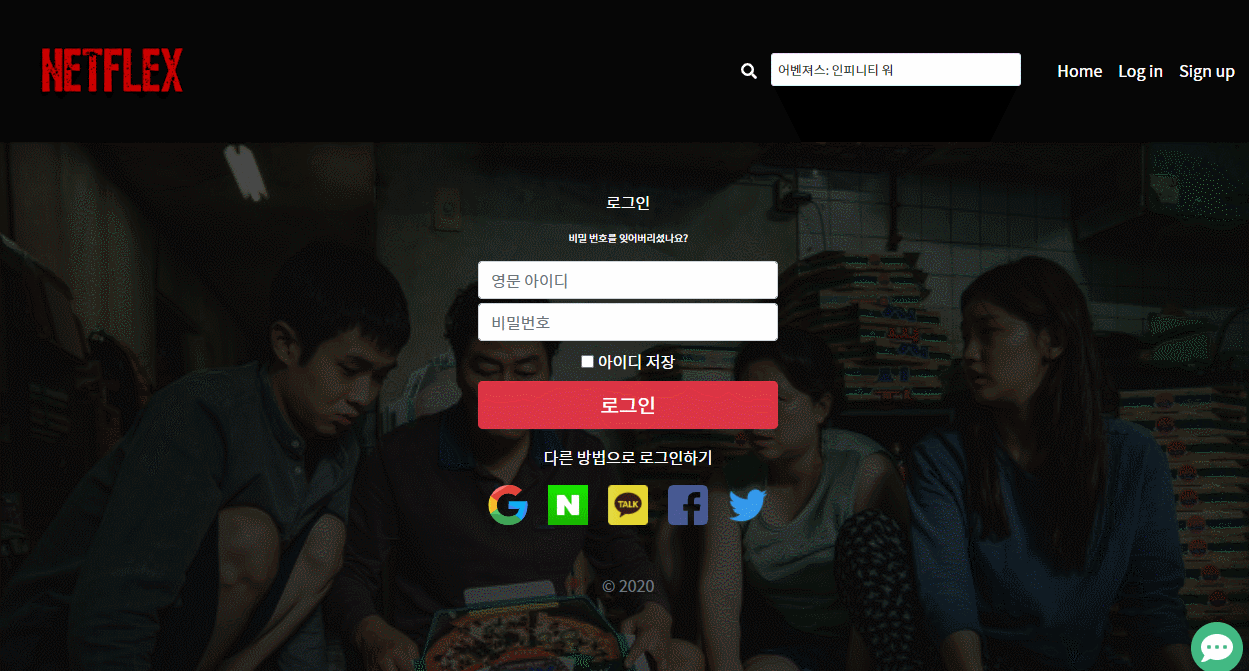 NETFLEX
어벤져스: 인피니티 워
Home Log in Sign up
로그인
비밀 번호를 잊어버리셨나요?
영문 아이디
비밀번호
아이디 저장
로그인
다른 방법으로 로그인하기
N
TALK
© 2020